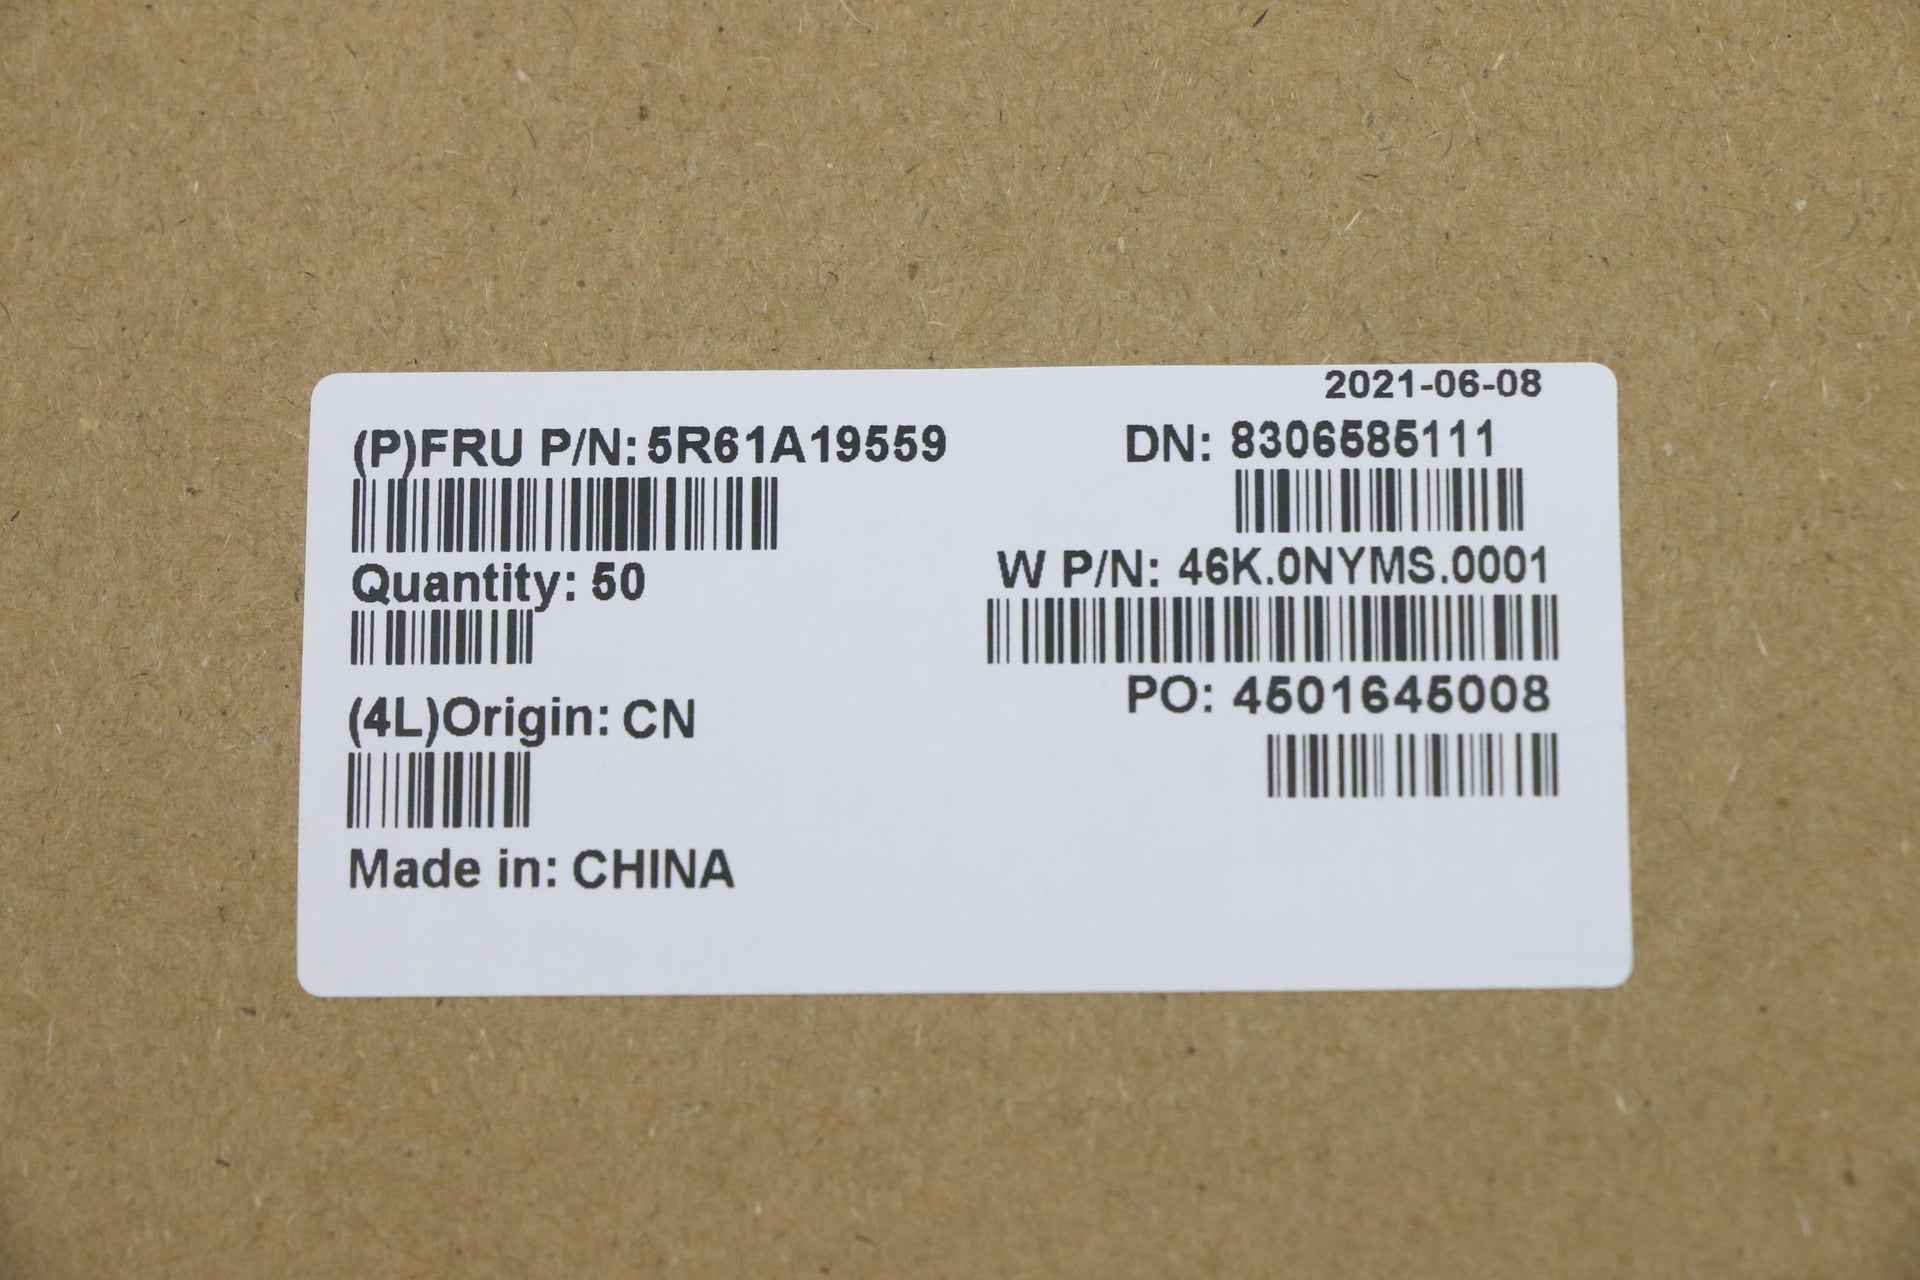 2021-06-08
(P)FRU P/N: 5R61A19559
DN: 8306585111
Quantity: 50
W P/N: 46K.0NYMS.0001
(4L)Origin: CN
PO: 4501645008
Made in: CHINA